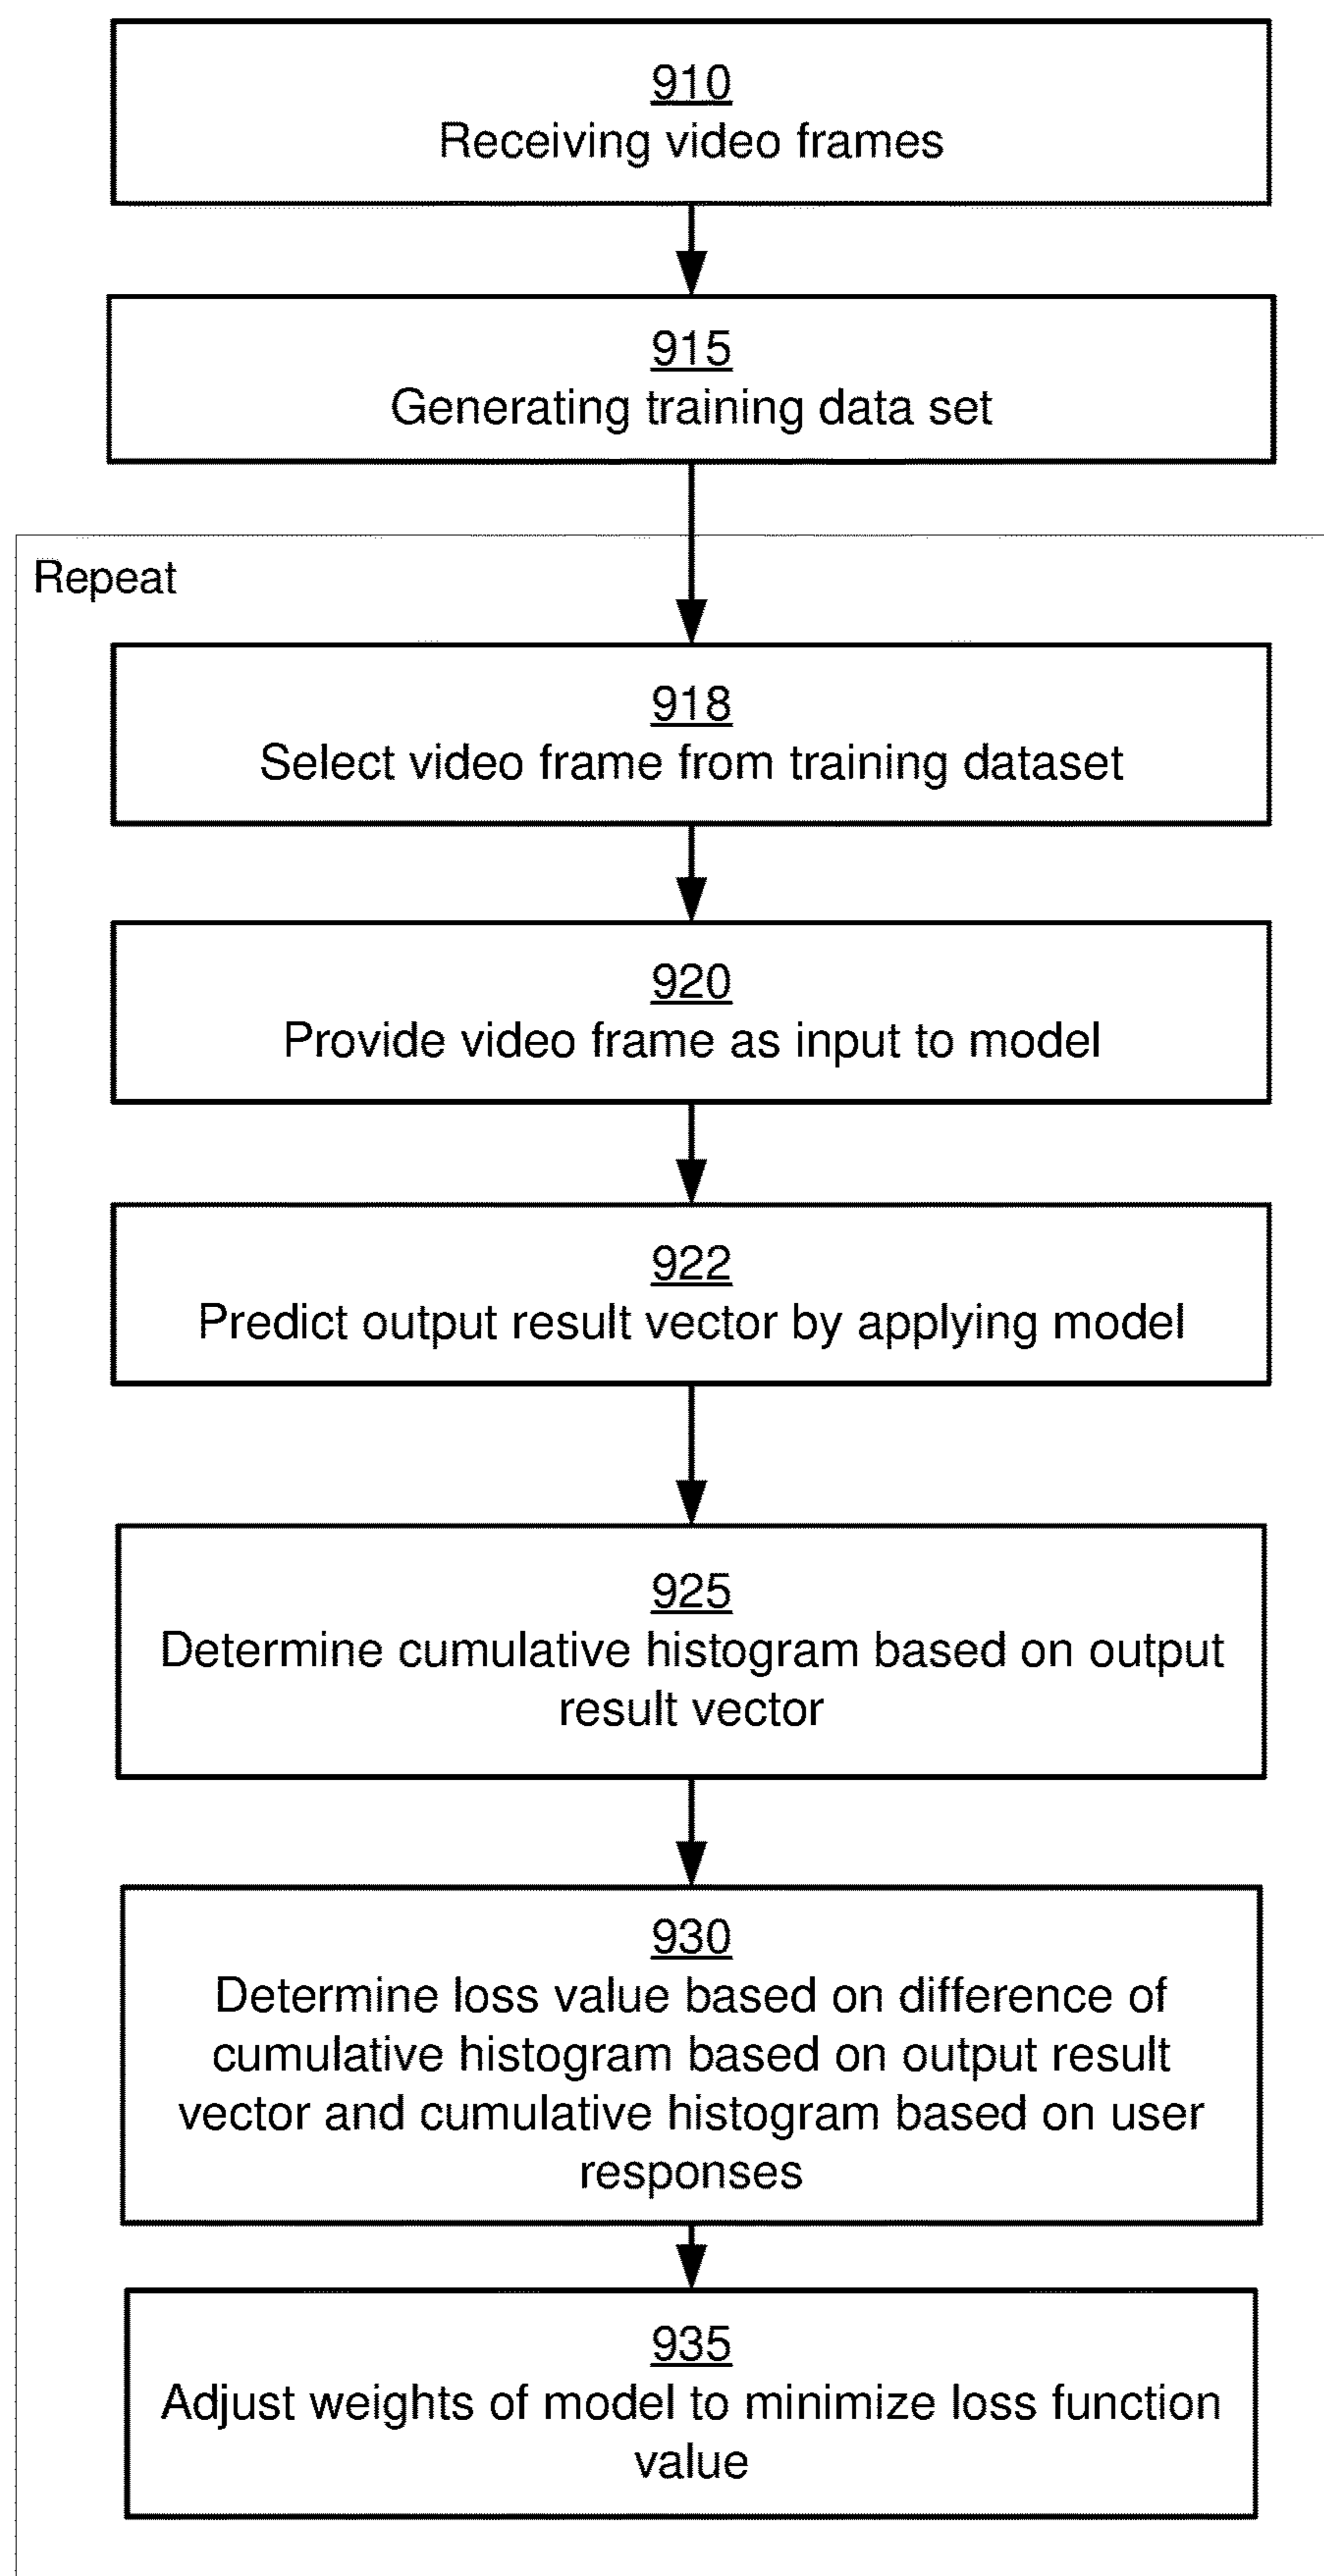 910
Receiving video frames
915
Generating training data set
Repeat
918
Select video frame from training dataset
920
Provide video frame as input to model
922
Predict output result vector by applying model
925
Determine cumulative histogram based on output
result vector
930
Determine loss value based on difference of
cumulative histogram based on output result
vector and cumulative histogram based on user
responses
935
Adjust weights of model to minimize loss function
value